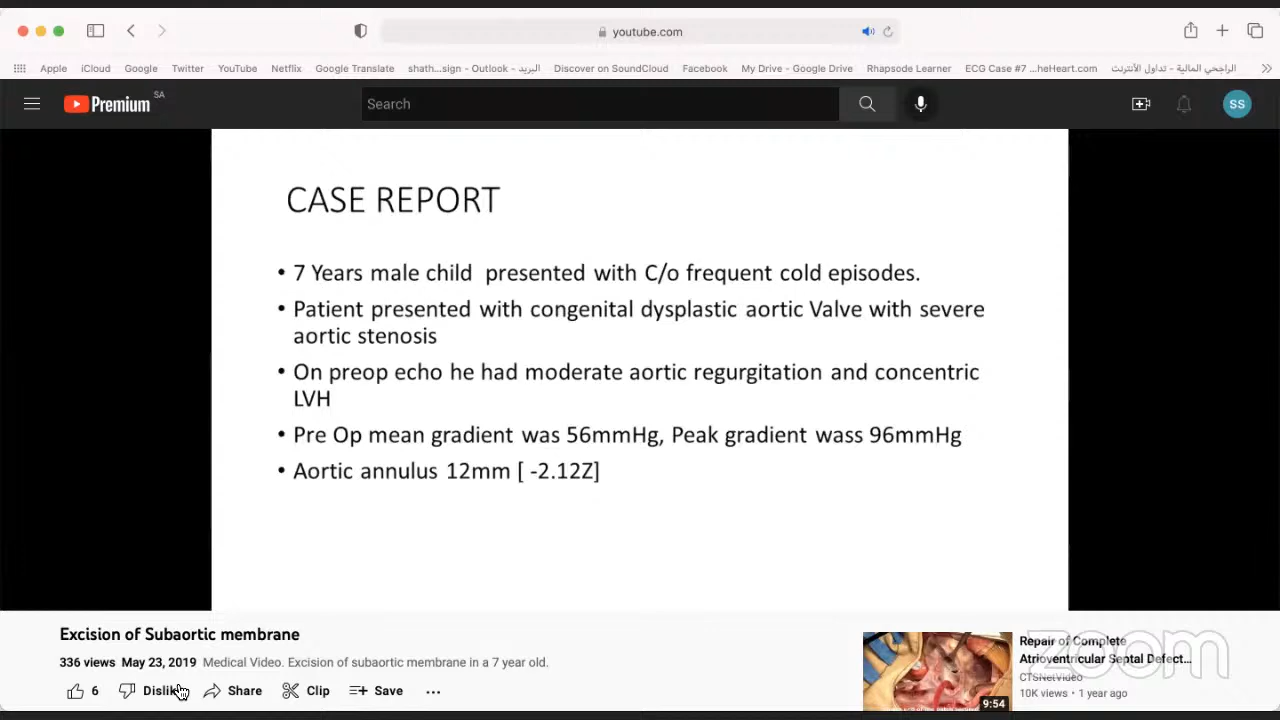 youtube.com
Apple iCloud Google Twitter YouTube Netflix Google Translate shath...sign - Outlook - البريد Discover on SoundCloud Facebook My Drive - Google Drive Rhapsode Learner ECG Case #7 ...heHeart.com الراجحي المالية - تداول الأنترنت
Premium SA
Search
SS
CASE REPORT
• 7 Years male child presented with C/o frequent cold episodes.
• Patient presented with congenital dysplastic aortic Valve with severe
aortic stenosis
• On preop echo he had moderate aortic regurgitation and concentric
LVH
• Pre Op mean gradient was 56mmHg, Peak gradient wass 96mmHg
• Aortic annulus 12mm [ -2.12Z]
Excision of Subaortic membrane
336 views May 23, 2019 Medical Video. Excision of subaortic membrane in a 7 year old.
6 Dislike Share Clip Save ...
9:54
Repair of Complete
Atrioventricular Septal Defect...
CTSNetVideo
10K views • 1 year ago
zoom